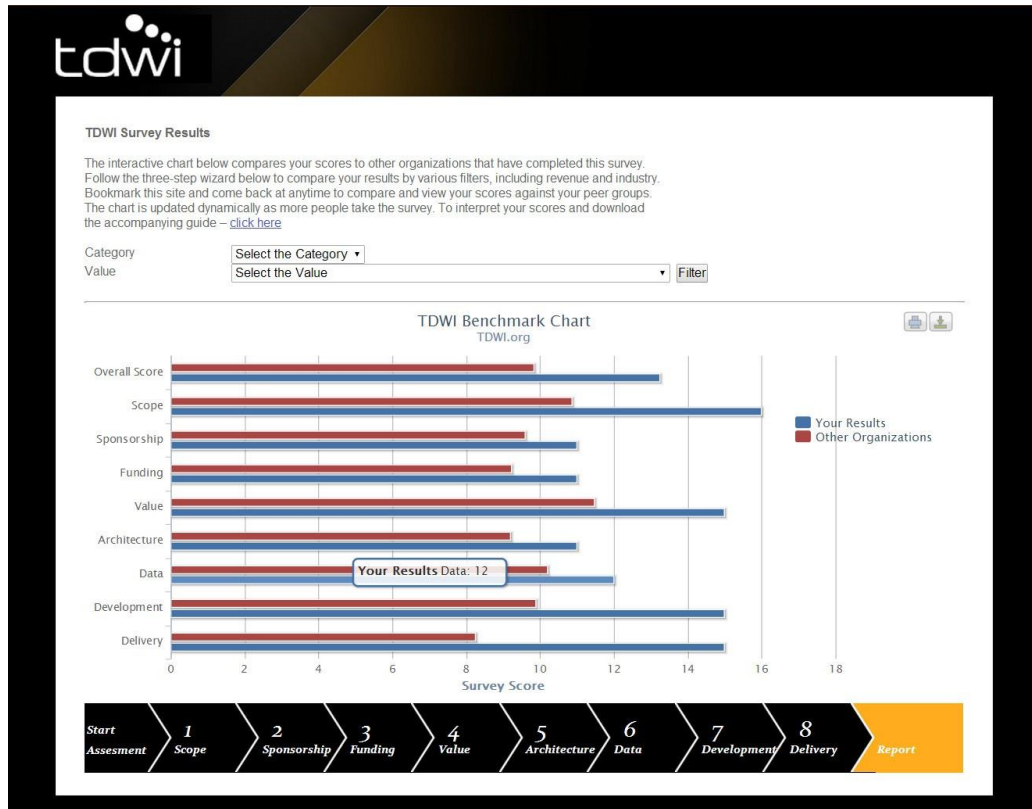 tdwi
TDWI Survey Results
The interactive chart below compares your scores to other organizations that have completed this survey.
Follow the three-step wizard below to compare your results by various filters, including revenue and industry.
Bookmark this site and come back at anytime to compare and view your scores against your peer groups.
The chart is updated dynamically as more people take the survey. To interpret your scores and download
the accompanying guide – click here
Category Select the Category
Value Select the Value Filter
TDWI Benchmark Chart
TDWI.org
Overall Score
Scope
Your Results
Other Organizations
Sponsorship
Funding
Value
Architecture
Data
Your Results Data: 12
Development
Delivery
0 2 4 6 8 10 12 14 16 18
Survey Score
Start Assesment
1 Scope
2 Sponsorship
3 Funding
4 Value
5 Architecture
6 Data
7 Development
8 Delivery
Report